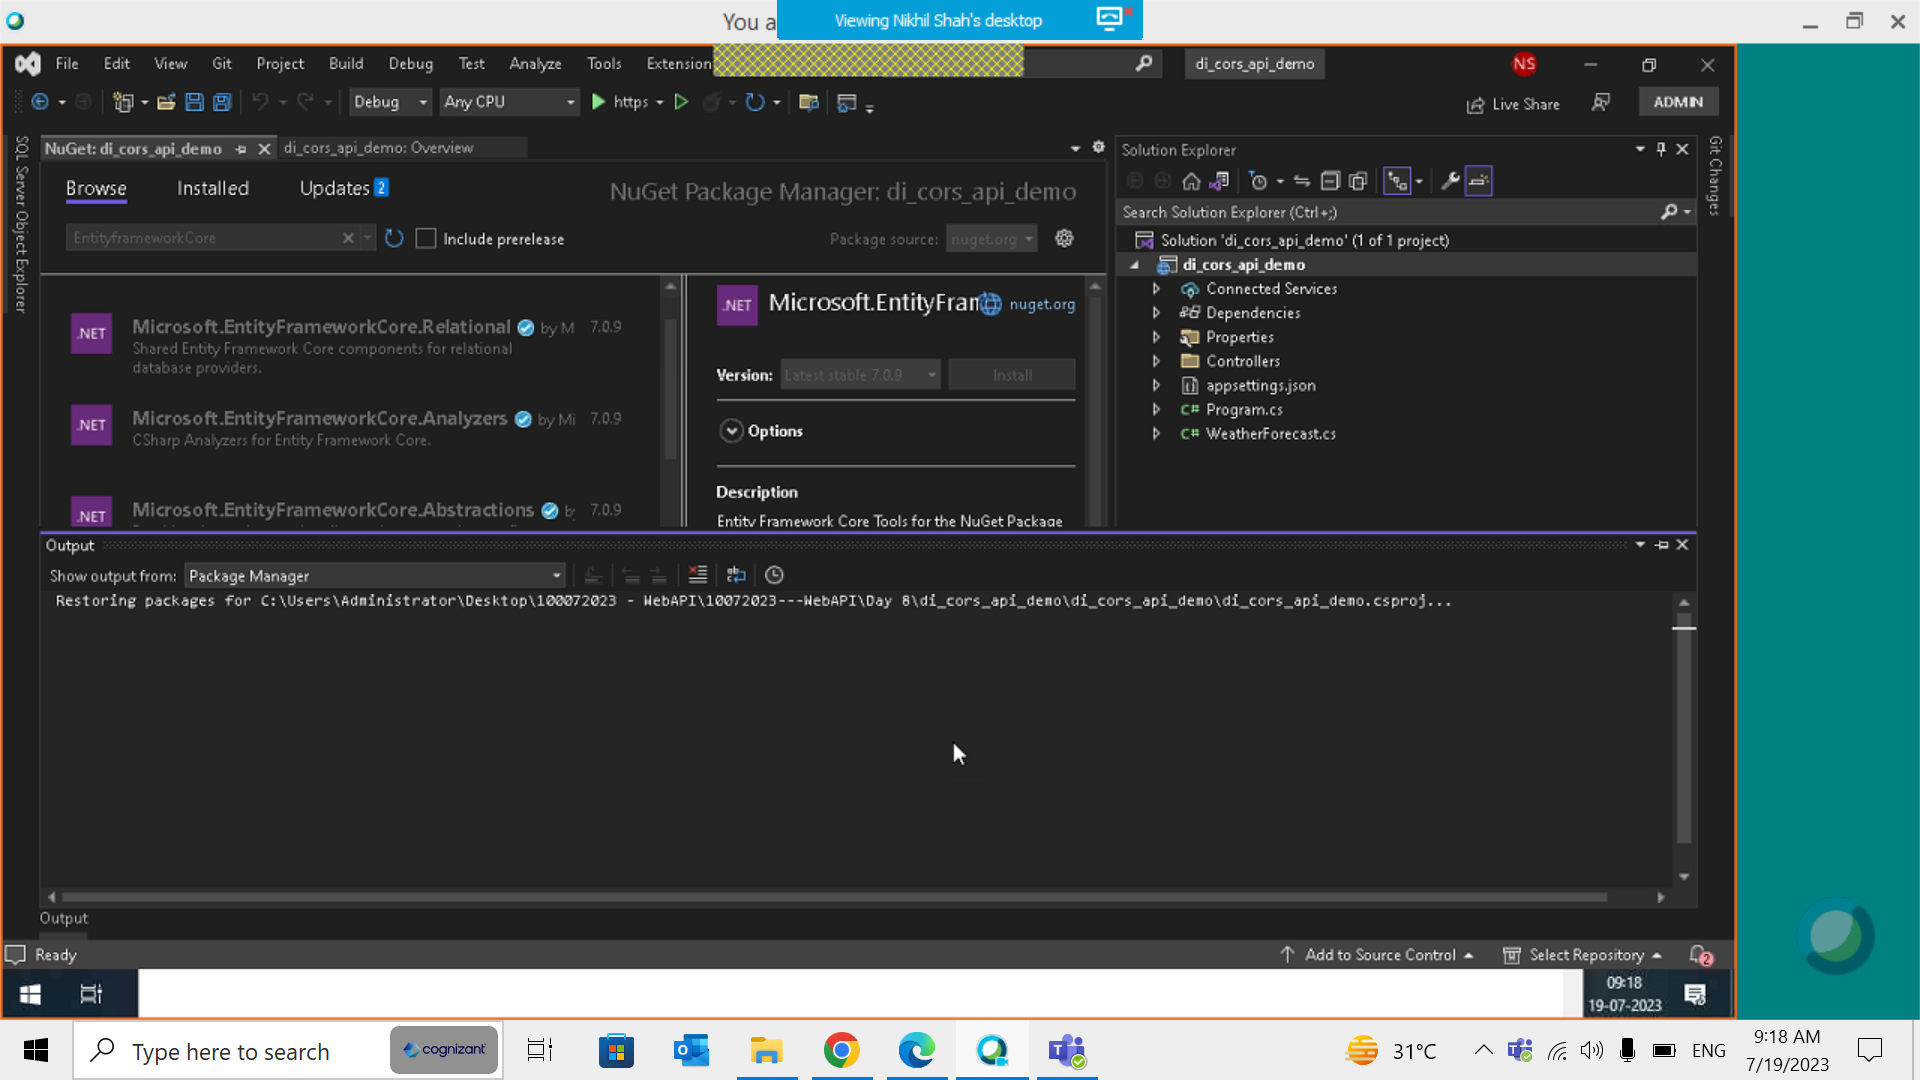 You a
Viewing Nikhil Shah's desktop
File Edit View Git Project Build Debug Test Analyze Tools Extension
di_cors_api_demo
NS
Debug Any CPU https
Live Share
ADMIN
SQL Server Object Explorer
NuGet: di_cors_api_demo
di_cors_api_demo: Overview
Browse Installed Updates 2
NuGet Package Manager: di_cors_api_demo
EntityframeworkCore
Include prerelease
Package source: nuget.org
.NET
Microsoft.EntityFrameworkCore.Relational by M 7.0.9
Shared Entity Framework Core components for relational
database providers.
.NET
Microsoft.EntityFrameworkCore.Analyzers by Mi 7.0.9
CSharp Analyzers for Entity Framework Core.
.NET
Microsoft.EntityFrameworkCore.Abstractions 7.0.9
.NET
Microsoft.EntityFran nuget.org
Version: Latest stable 7.0.9 Install
Options
Description
Entity Framework Core Tools for the NuGet Package
Solution Explorer
Search Solution Explorer (Ctrl+;)
Solution 'di_cors_api_demo' (1 of 1 project)
di_cors_api_demo
Connected Services
Dependencies
Properties
Controllers
appsettings.json
C# Program.cs
C# WeatherForecast.cs
Git Changes
Output
Show output from: Package Manager
Restoring packages for C:\Users\Administrator\Desktop\100072023 - WebAPI\10072023---WebAPI\Day 8\di_cors_api_demo\di_cors_api_demo\di_cors_api_demo.csproj...
Output
Ready
Add to Source Control
Select Repository
2
09:18
19-07-2023
Type here to search
cognizant
31°C
ENG
9:18 AM
7/19/2023